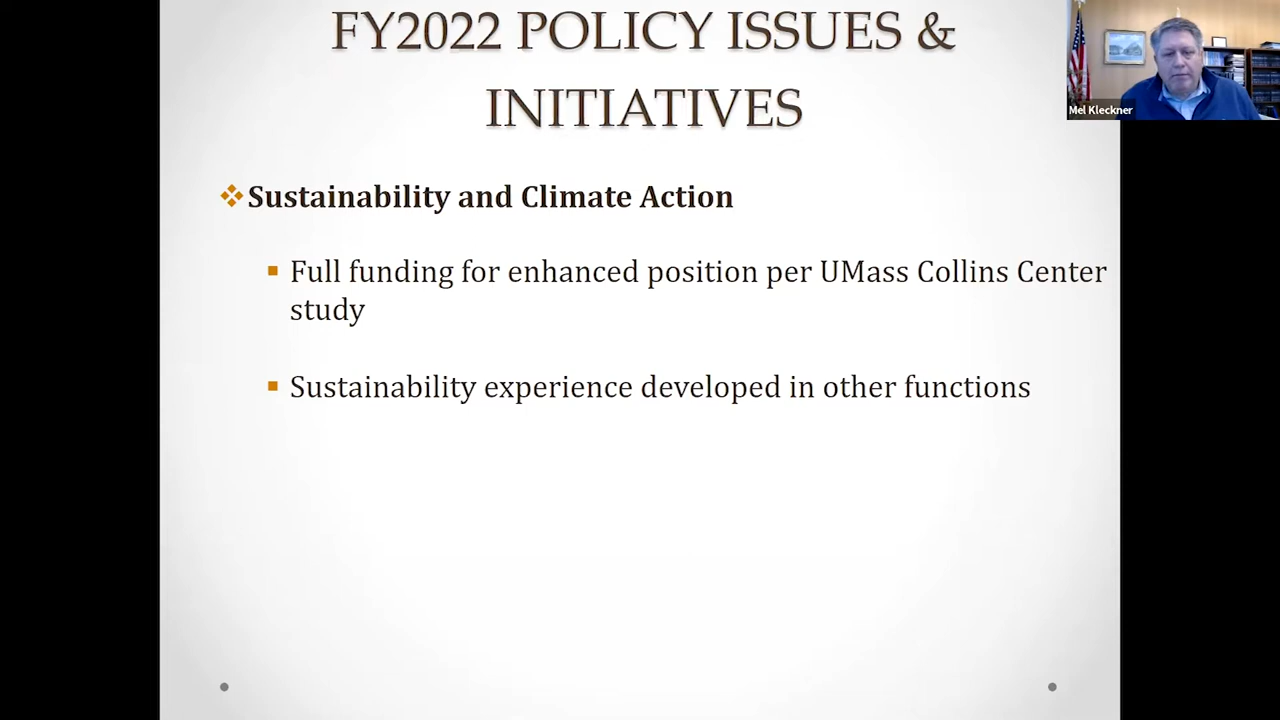 FY2022 POLICY ISSUES &
INITIATIVES
Mel Kleckner
Sustainability and Climate Action
Full funding for enhanced position per UMass Collins Center
study
Sustainability experience developed in other functions